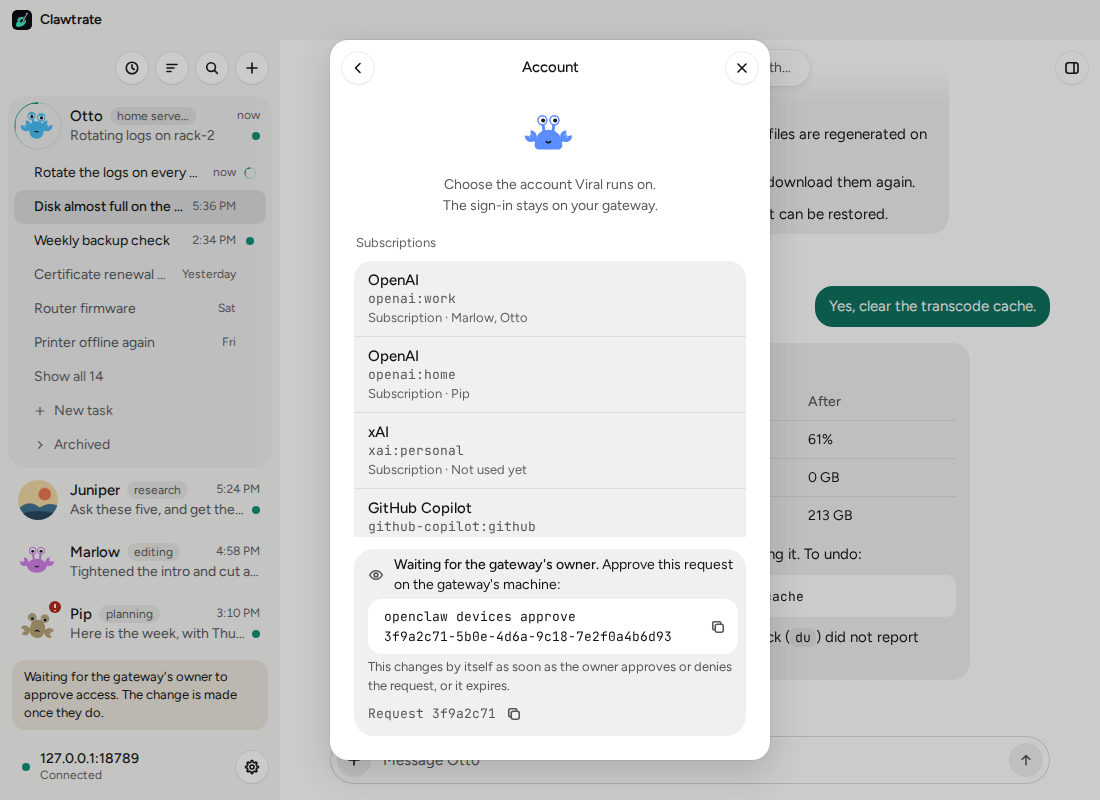 Clawtrate
Otto
home serve...
now
Rotating logs on rack-2
Rotate the logs on every ...
now
Disk almost full on the ...
5:36 PM
Weekly backup check
2:34 PM
Certificate renewal ...
Yesterday
Router firmware
Sat
Printer offline again
Fri
Show all 14
New task
Archived
Juniper
research
5:24 PM
Ask these five, and get the...
Marlow
editing
4:58 PM
Tightened the intro and cut a...
Pip
planning
3:10 PM
Here is the week, with Thu...
Waiting for the gateway's owner to
approve access. The change is made
once they do.
127.0.0.1:18789
Connected
Account
Choose the account Viral runs on.
The sign-in stays on your gateway.
Subscriptions
OpenAI
openai:work
Subscription · Marlow, Otto
OpenAI
openai:home
Subscription · Pip
xAI
xai:personal
Subscription · Not used yet
GitHub Copilot
github-copilot:github
Waiting for the gateway's owner. Approve this request
on the gateway's machine:
openclaw devices approve
3f9a2c71-5b0e-4d6a-9c18-7e2f0a4b6d93
This changes by itself as soon as the owner approves or denies
the request, or it expires.
Request 3f9a2c71
th...
files are regenerated on
download them again.
t can be restored.
Yes, clear the transcode cache.
After
61%
0 GB
213 GB
ng it. To undo:
cache
ck ( du ) did not report
Message Otto